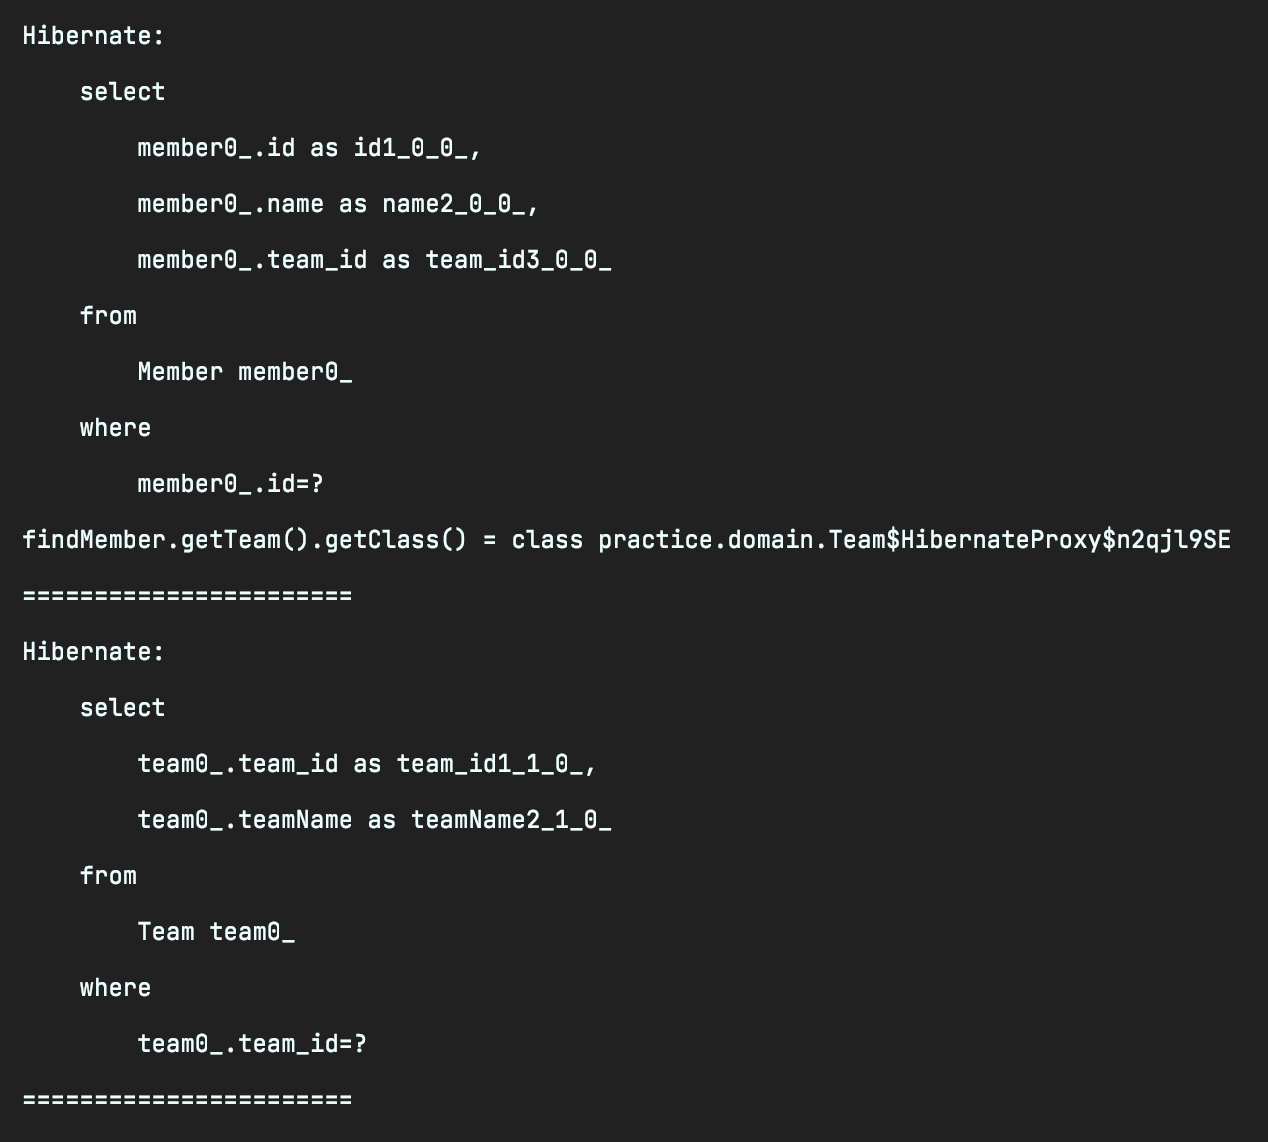 Hibernate:
    select
        member0_.id as id1_0_0_,
        member0_.name as name2_0_0_,
        member0_.team_id as team_id3_0_0_
    from
        Member member0_
    where
        member0_.id=?
findMember.getTeam().getClass() = class practice.domain.Team$HibernateProxy$n2qjl9SE
=======================
Hibernate:
    select
        team0_.team_id as team_id1_1_0_,
        team0_.teamName as teamName2_1_0_
    from
        Team team0_
    where
        team0_.team_id=?
=======================